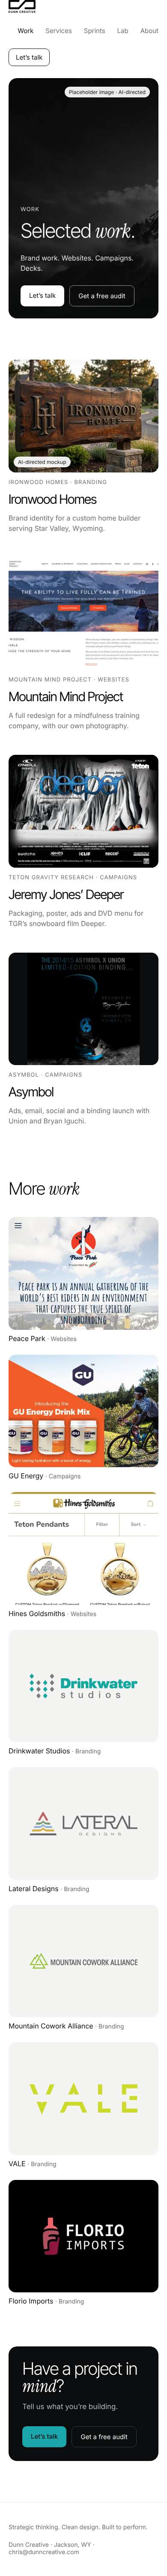 DUNN CREATIVE
Work
Services
Sprints
Lab
About
Let's talk
Placeholder image · AI-directed
WORK
Selected work.
Brand work. Websites. Campaigns.
Decks.
Let's talk
Get a free audit
IRONWOOD
HOMES
AI-directed mockup
IRONWOOD HOMES · BRANDING
Ironwood Homes
Brand identity for a custom home builder
serving Star Valley, Wyoming.
THE ABILITY TO LIVE FULLY CAN BE TRAINED
MOUNTAIN MIND PROJECT · WEBSITES
Mountain Mind Project
A full redesign for a mindfulness training
company, with our own photography.
O'NEILL
Teton
deeper
TETON GRAVITY RESEARCH · CAMPAIGNS
Jeremy Jones' Deeper
Packaging, poster, ads and DVD menu for
TGR's snowboard film Deeper.
THE 2014/15 ASYMBOL
LIMITED-EDITION BINDING...
ASYMBOL · CAMPAIGNS
Asymbol
Ads, email, social and a binding launch with
Union and Bryan Iguchi.
More work
Peace Park
PEACE PARK IS AN ANNUAL GATHERING OF THE
WORLD'S BEST RIDERS IN AN ENVIRONMENT
THAT CAPTURES THE TRUE SPIRIT OF
SNOWBOARDING
Peace Park · Websites
Introducing the
GU Energy Drink Mix
GU
GU Energy · Campaigns
Hines Goldsmiths
Teton Pendants
Filter
Sort
Hines Goldsmiths · Websites
Drinkwater
studios
Drinkwater Studios · Branding
LATERAL
DESIGNS
Lateral Designs · Branding
MOUNTAIN COWORK ALLIANCE
Mountain Cowork Alliance · Branding
VALE
VALE · Branding
FLORIO
IMPORTS
Florio Imports · Branding
Have a project in
mind?
Tell us what you're building.
Let's talk
Get a free audit
Strategic thinking. Clean design. Built to perform.
Dunn Creative · Jackson, WY ·
chris@dunncreative.com